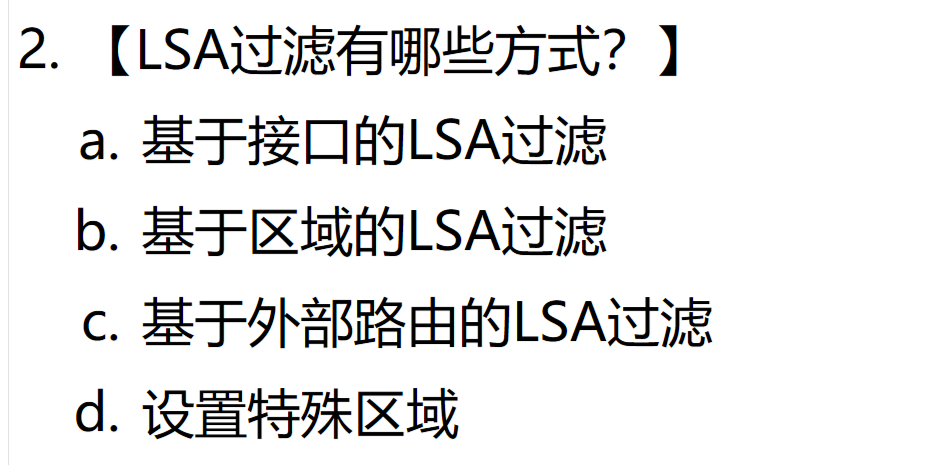 2. 【LSA过滤有哪些方式？】
a. 基于接口的LSA过滤
b. 基于区域的LSA过滤
c. 基于外部路由的LSA过滤
d. 设置特殊区域